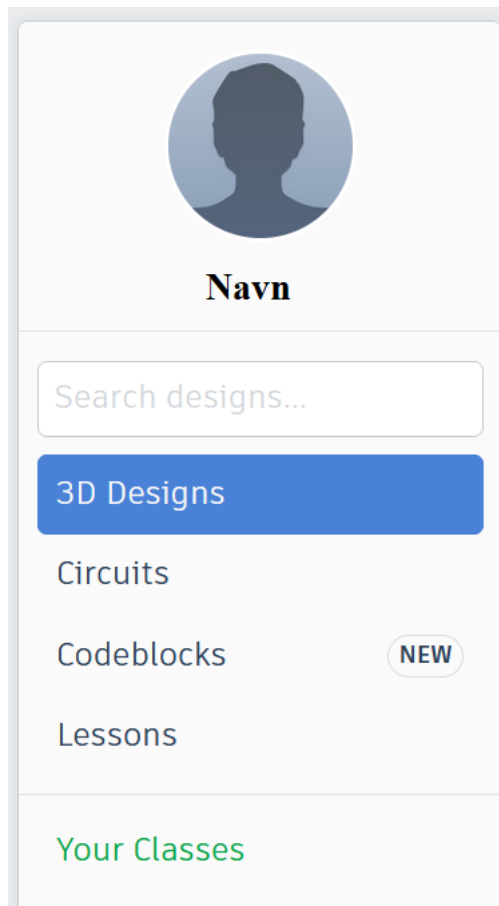 Navn
Search designs...
3D Designs
Circuits
Codeblocks NEW
Lessons
Your Classes